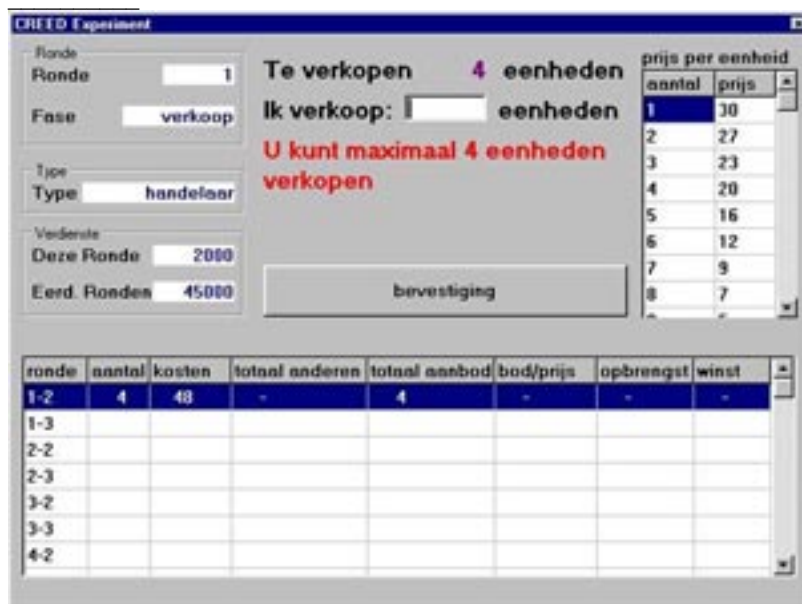 CREED Experiment
Ronde
Ronde 1
Fase verkoop
Type
Type handelaar
Verdienste
Deze Ronde 2000
Eerd. Ronden 45000
Te verkopen 4 eenheden
Ik verkoop: eenheden
U kunt maximaal 4 eenheden
verkopen
bevestiging
prijs per eenheid
aantal prijs
1 30
2 27
3 23
4 20
5 16
6 12
7 9
8 7
ronde aantal kosten totaal anderen totaal aanbod bod/prijs opbrengst winst
1-2 4 48 - 4 - - -
1-3
2-2
2-3
3-2
3-3
4-2